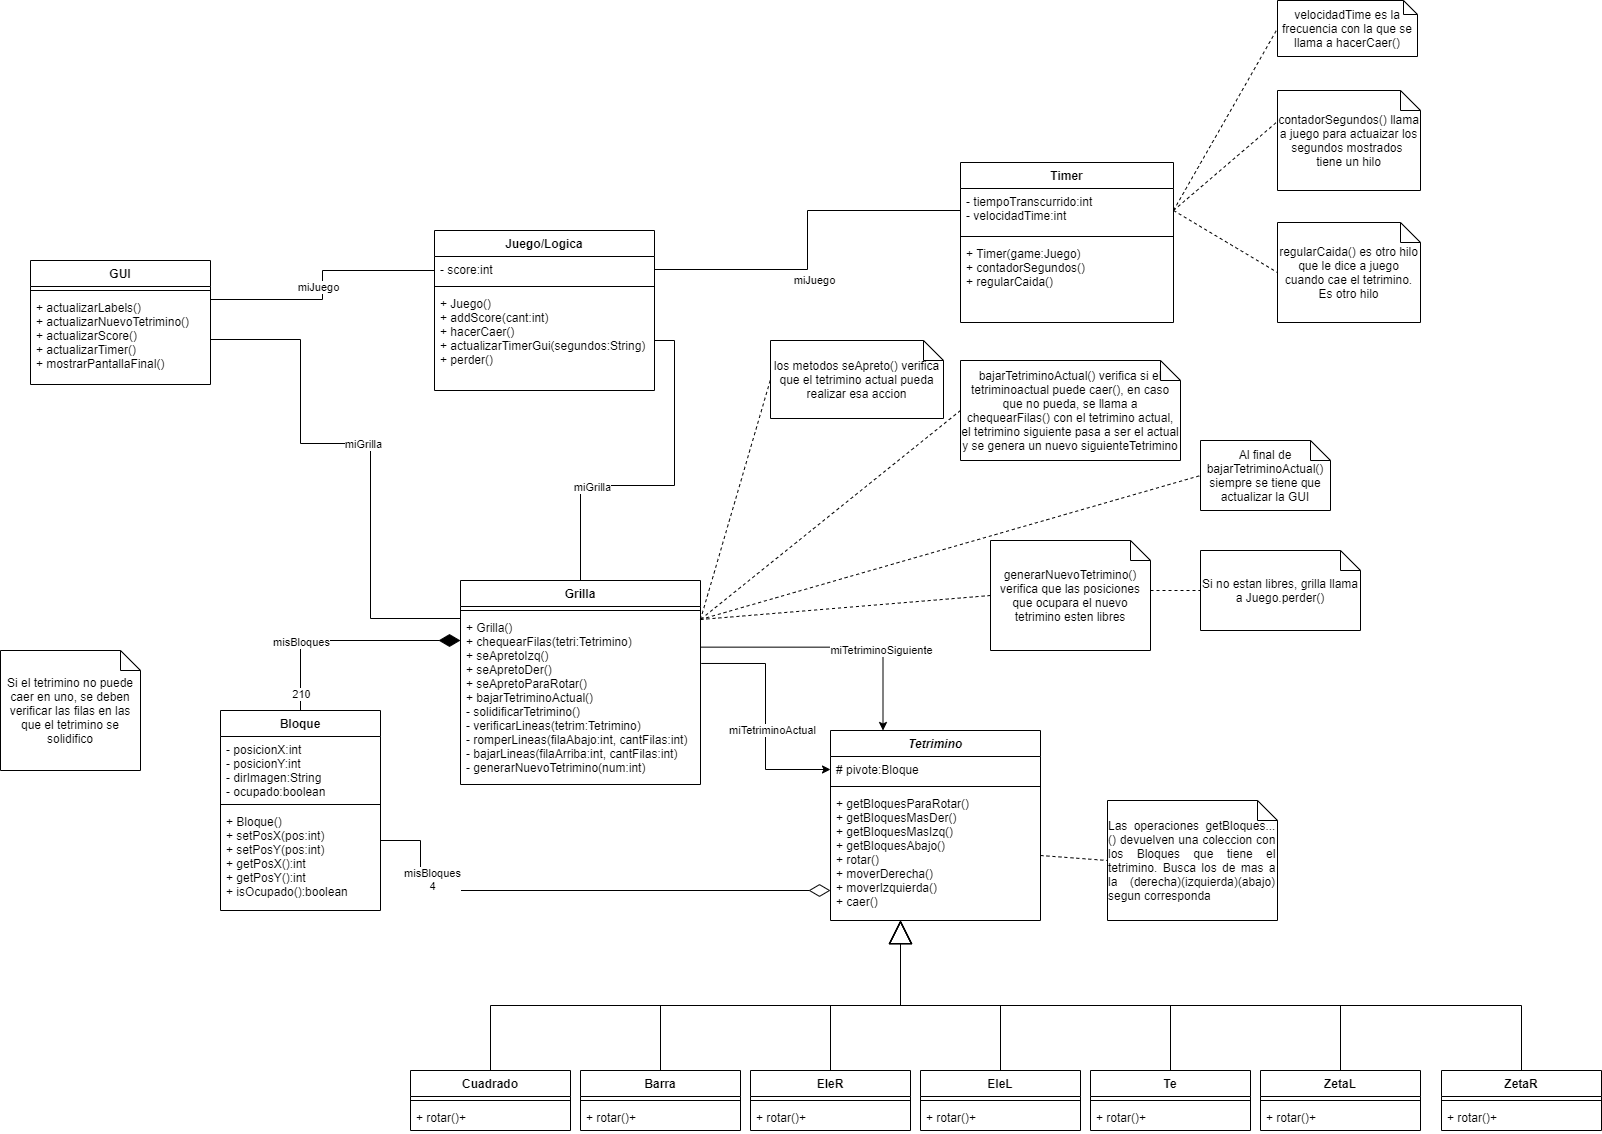 velocidadTime es la
frecuencia con la que se
llama a hacerCaer()
contadorSegundos() llama
a juego para actuaizar los
segundos mostrados
tiene un hilo
Timer
- tiempoTranscurrido:int
- velocidadTime:int
+ Timer(game:Juego)
+ contadorSegundos()
+ regularCaida()
regularCaida() es otro hilo
que le dice a juego
cuando cae el tetrimino.
Es otro hilo
Juego/Logica
- score:int
+ Juego()
+ addScore(cant:int)
+ hacerCaer()
+ actualizarTimerGui(segundos:String)
+ perder()
GUI
+ actualizarLabels()
+ actualizarNuevoTetrimino()
+ actualizarScore()
+ actualizarTimer()
+ mostrarPantallaFinal()
miJuego
miJuego
los metodos seApreto() verifica
que el tetrimino actual pueda
realizar esa accion
bajarTetriminoActual() verifica si el
tetriminoactual puede caer(), en caso
que no pueda, se llama a
chequearFilas() con el tetrimino actual,
el tetrimino siguiente pasa a ser el actual
y se genera un nuevo siguienteTetrimino
miGrilla
miGrilla
Al final de
bajarTetriminoActual()
siempre se tiene que
actualizar la GUI
generarNuevoTetrimino()
verifica que las posiciones
que ocupara el nuevo
tetrimino esten libres
Si no estan libres, grilla llama
a Juego.perder()
Grilla
+ Grilla()
+ chequearFilas(tetri:Tetrimino)
+ seApretoIzq()
+ seApretoDer()
+ seApretoParaRotar()
+ bajarTetriminoActual()
- solidificarTetrimino()
- verificarLineas(tetrim:Tetrimino)
- romperLineas(filaAbajo:int, cantFilas:int)
- bajarLineas(filaArriba:int, cantFilas:int)
- generarNuevoTetrimino(num:int)
misBloques
210
miTetriminoSiguiente
miTetriminoActual
Si el tetrimino no puede
caer en uno, se deben
verificar las filas en las
que el tetrimino se
solidifico
Bloque
- posicionX:int
- posicionY:int
- dirImagen:String
- ocupado:boolean
+ Bloque()
+ setPosX(pos:int)
+ setPosY(pos:int)
+ getPosX():int
+ getPosY():int
+ isOcupado():boolean
misBloques
4
Tetrimino
# pivote:Bloque
+ getBloquesParaRotar()
+ getBloquesMasDer()
+ getBloquesMasIzq()
+ getBloquesAbajo()
+ rotar()
+ moverDerecha()
+ moverIzquierda()
+ caer()
Las operaciones getBloques...
() devuelven una coleccion con
los Bloques que tiene el
tetrimino. Busca los de mas a
la (derecha)(izquierda)(abajo)
segun corresponda
Cuadrado
+ rotar()+
Barra
+ rotar()+
EleR
+ rotar()+
EleL
+ rotar()+
Te
+ rotar()+
ZetaL
+ rotar()+
ZetaR
+ rotar()+